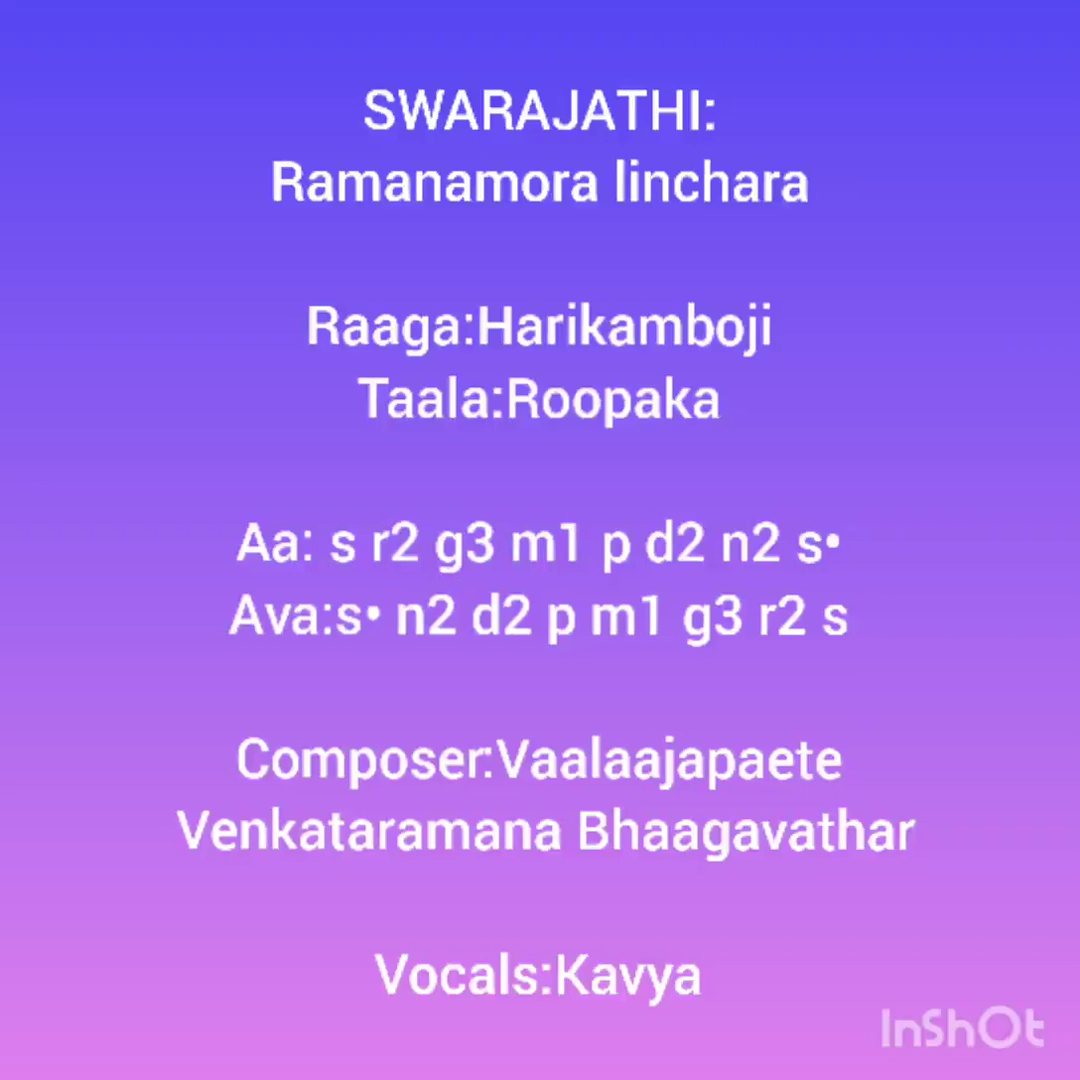 SWARAJATHI:
Ramanamora linchara
Raaga:Harikamboji
Taala:Roopaka
Aa: s r2 g3 m1 p d2 n2 s•
Ava:s• n2 d2 p m1 g3 r2 s
Composer:Vaalaajapaete
Venkataramana Bhaagavathar
Vocals:Kavya
InShOt